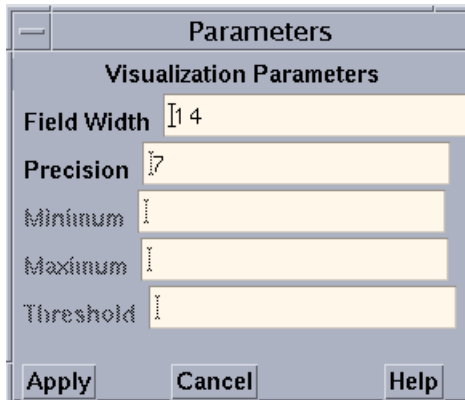 Parameters
Visualization Parameters
Field Width 14
Precision 7
Minimum
Maximum
Threshold
Apply Cancel Help